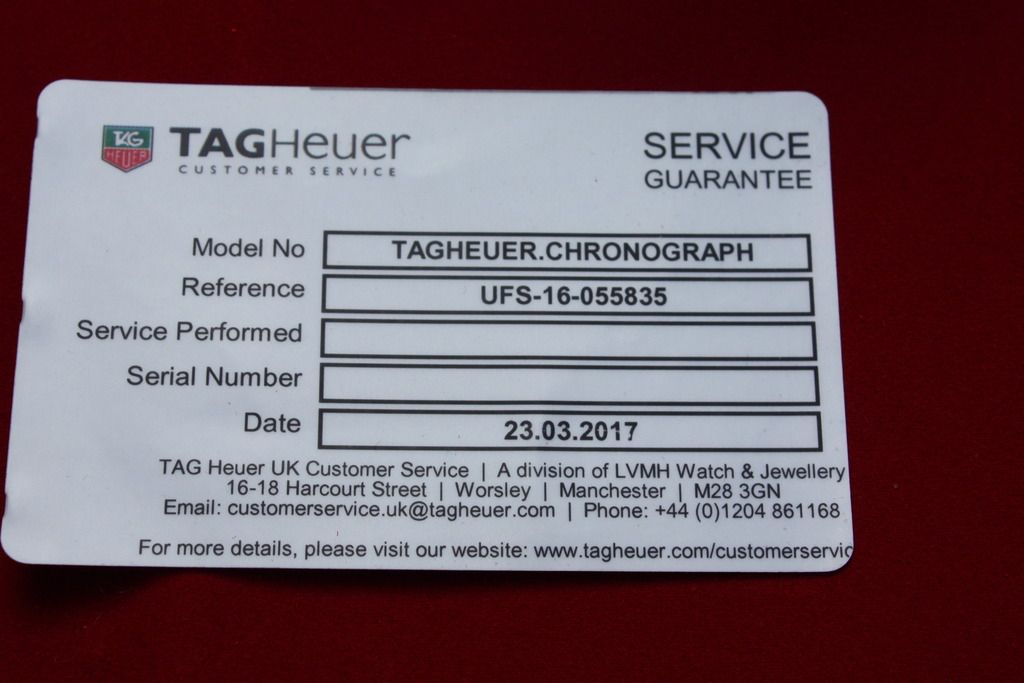 TAG
HEUER
TAGHeuer
CUSTOMER SERVICE
SERVICE
GUARANTEE
Model No TAGHEUER.CHRONOGRAPH
Reference UFS-16-055835
Service Performed
Serial Number
Date 23.03.2017
TAG Heuer UK Customer Service | A division of LVMH Watch & Jewellery
16-18 Harcourt Street | Worsley | Manchester | M28 3GN
Email: customerservice.uk@tagheuer.com | Phone: +44 (0)1204 861168
For more details, please visit our website: www.tagheuer.com/customerservic